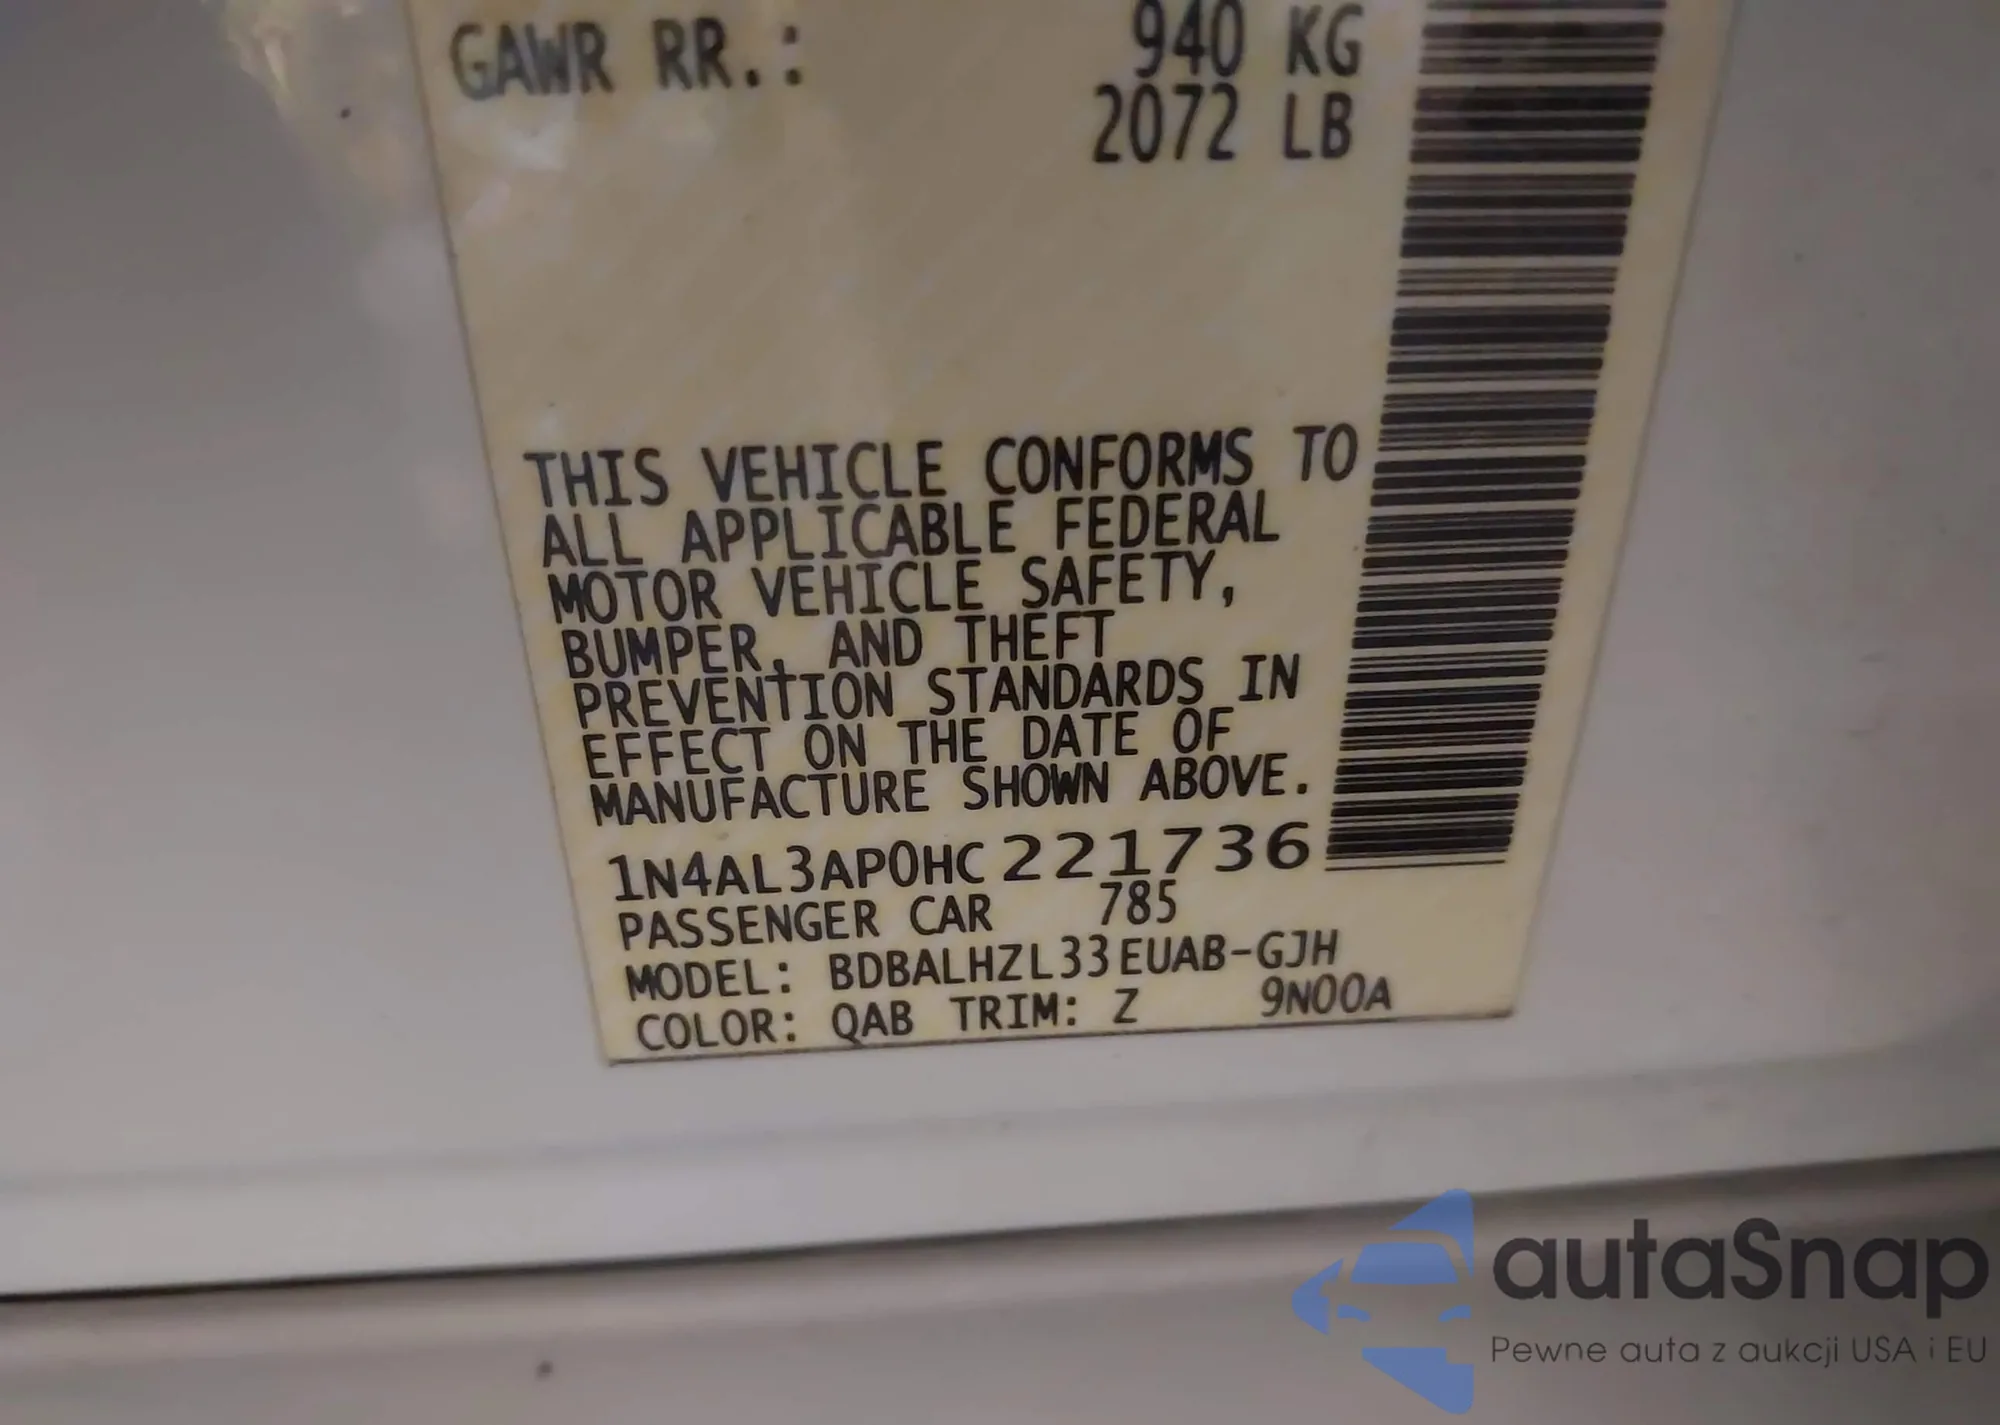 GAWR RR.: 940 KG
2072 LB
THIS VEHICLE CONFORMS TO
ALL APPLICABLE FEDERAL
MOTOR VEHICLE SAFETY,
BUMPER, AND THEFT
PREVENTION STANDARDS IN
EFFECT ON THE DATE OF
MANUFACTURE SHOWN ABOVE.
1N4AL3AP0HC221736
PASSENGER CAR 785
MODEL: BDBALHZL33EUAB-GJH
COLOR: QAB TRIM: Z 9N00A
autaSnap
Pewne auta z aukcji USA i EU